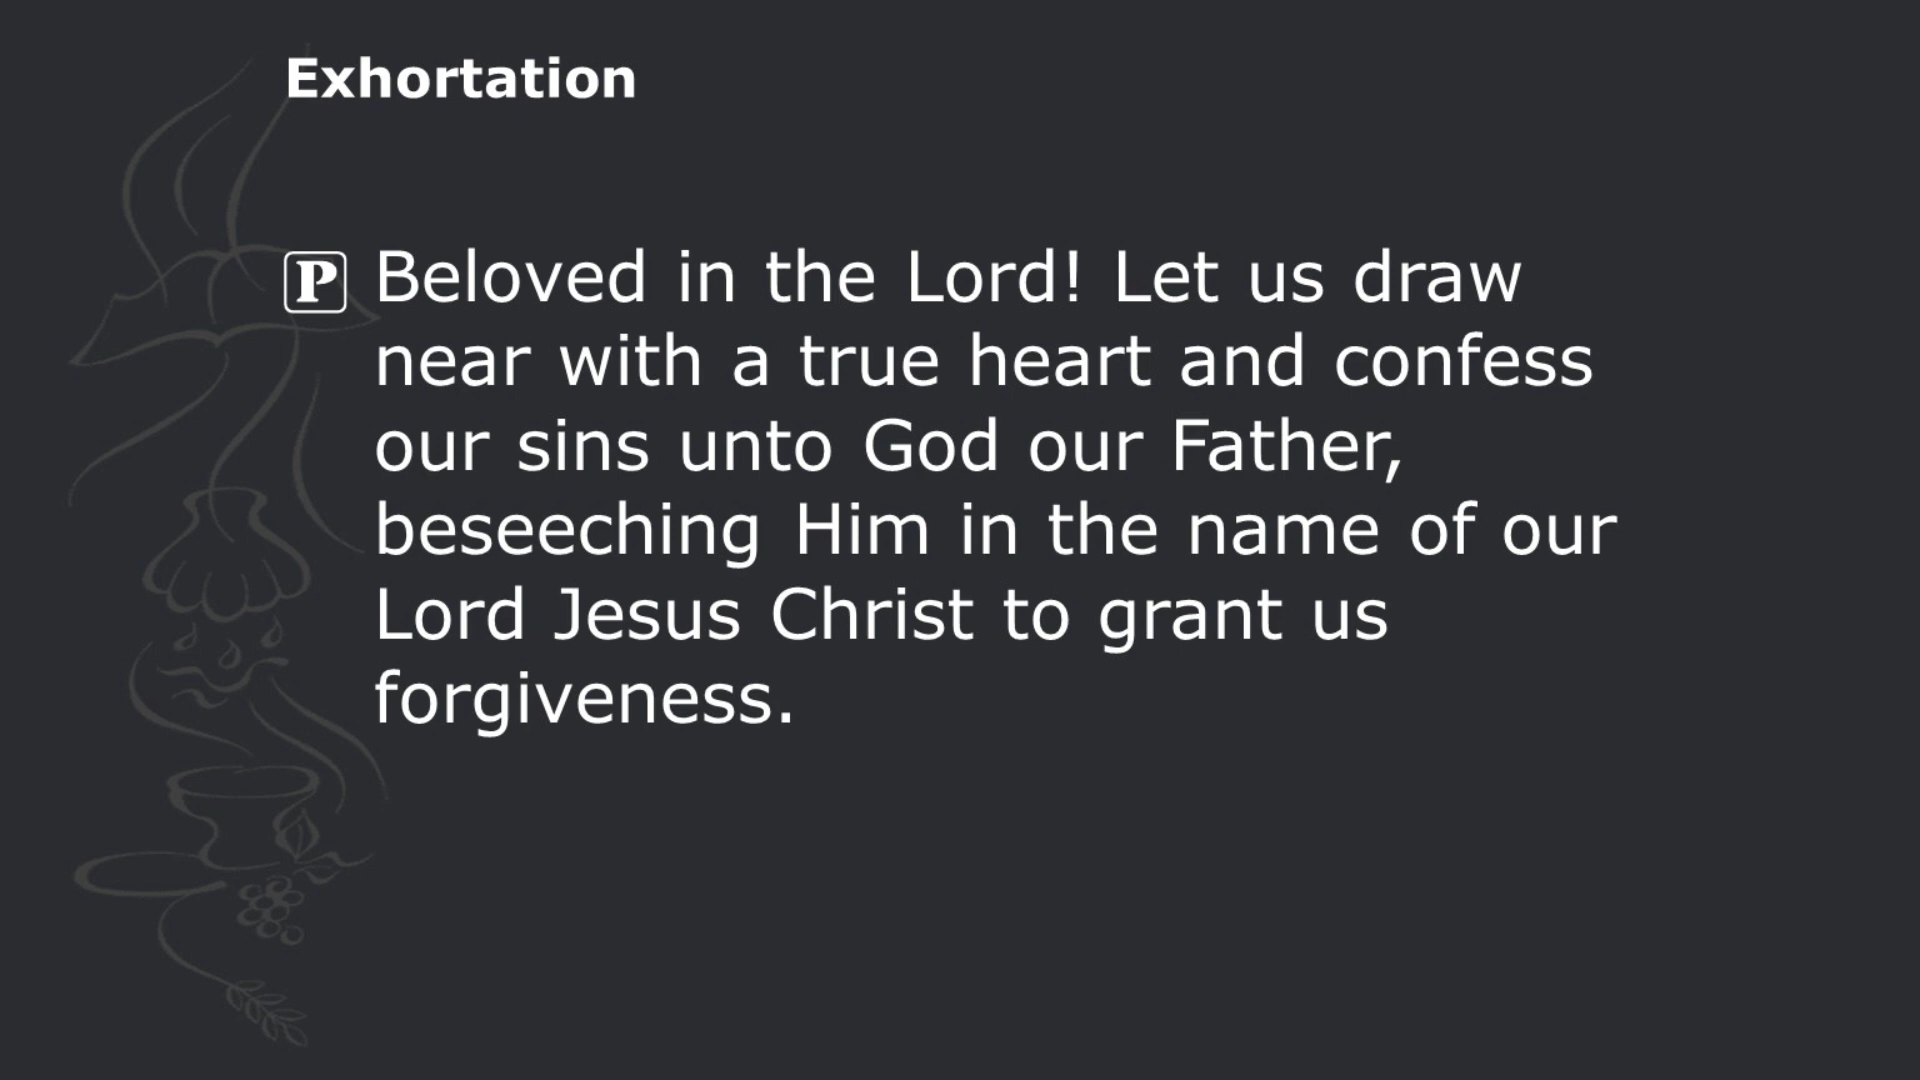 Exhortation
P Beloved in the Lord! Let us draw
near with a true heart and confess
our sins unto God our Father,
beseeching Him in the name of our
Lord Jesus Christ to grant us
forgiveness.